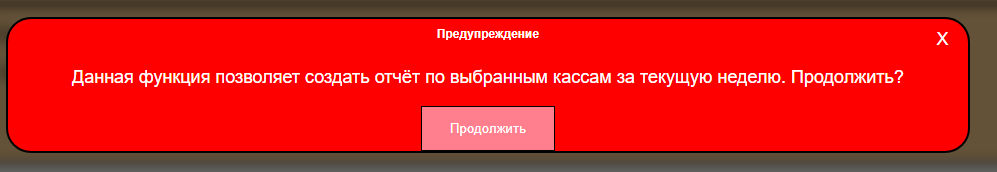 Предупреждение
X
Данная функция позволяет создать отчёт по выбранным кассам за текущую неделю. Продолжить?
Продолжить